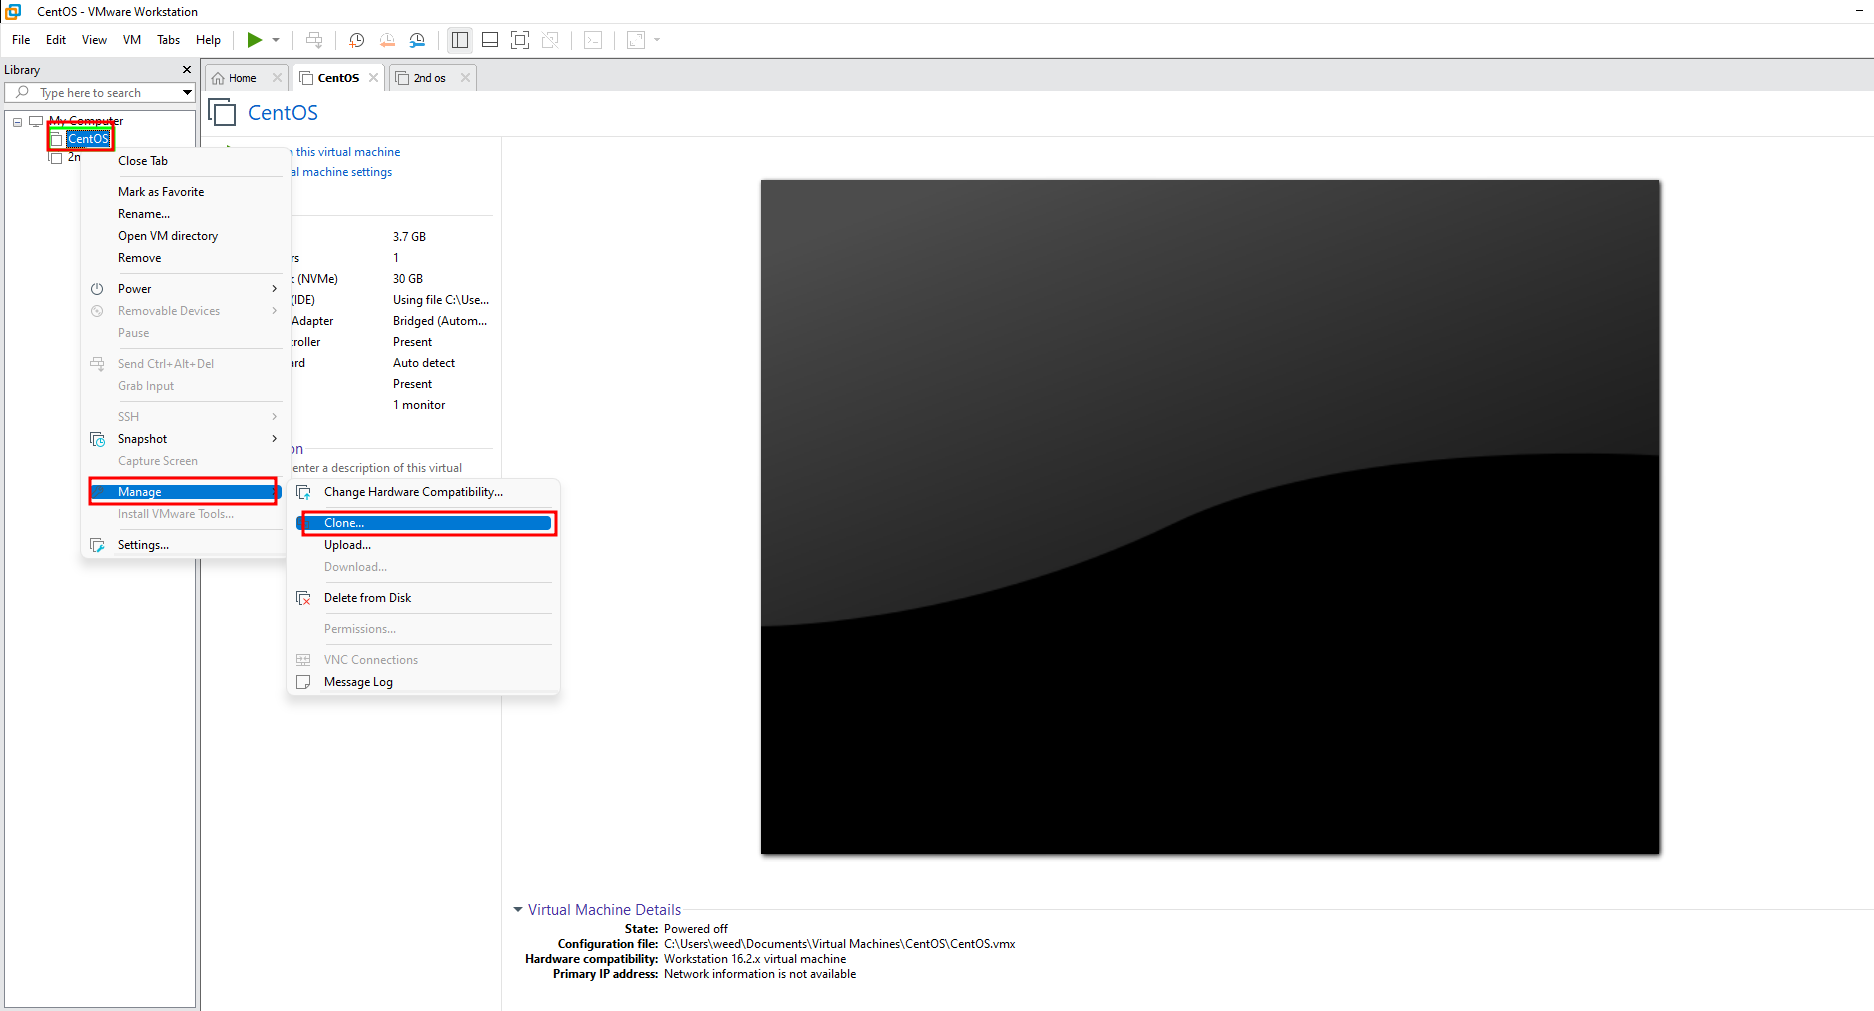 CentOS - VMware Workstation
File Edit View VM Tabs Help
Library
Type here to search
My Computer
CentOS
Home
CentOS
2nd os
CentOS
this virtual machine
machine settings
3.7 GB
1
(NVMe) 30 GB
(IDE) Using file C:\Use...
Adapter Bridged (Autom...
Present
Auto detect
Present
1 monitor
enter a description of this virtual
Close Tab
Mark as Favorite
Rename...
Open VM directory
Remove
Power
Removable Devices
Pause
Send Ctrl+Alt+Del
Grab Input
SSH
Snapshot
Capture Screen
Manage
Install VMware Tools...
Settings...
Change Hardware Compatibility...
Clone...
Upload...
Download...
Delete from Disk
Permissions...
VNC Connections
Message Log
Virtual Machine Details
State: Powered off
Configuration file: C:\Users\weed\Documents\Virtual Machines\CentOS\CentOS.vmx
Hardware compatibility: Workstation 16.2.x virtual machine
Primary IP address: Network information is not available